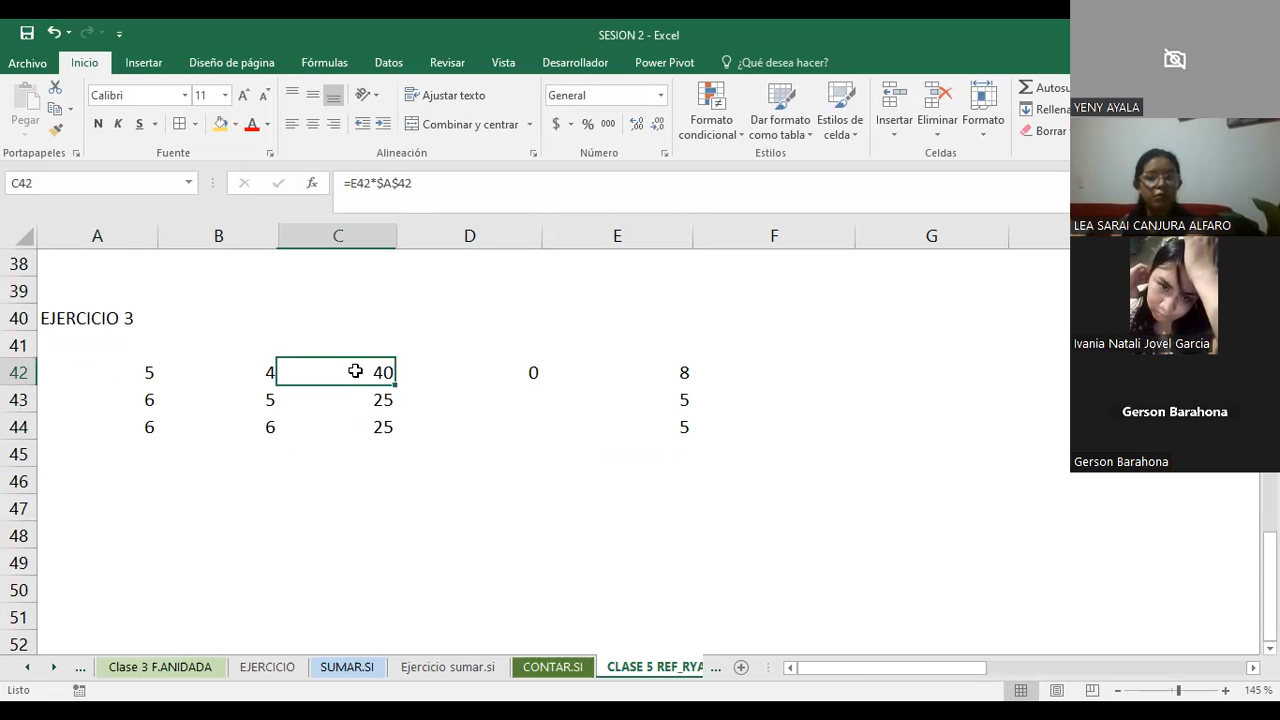 SESION 2 - Excel
Archivo Inicio Insertar Diseño de página Fórmulas Datos Revisar Vista Desarrollador Power Pivot ¿Qué desea hacer?
Pegar
Calibri 11
N K S
Ajustar texto
Combinar y centrar
General
$ % 000
Formato condicional
Dar formato como tabla
Estilos de celda
Insertar
Eliminar
Formato
Autosu
Rellena
Borrar
Portapapeles Fuente Alineación Número Estilos Celdas
C42 fx =E42*$A$42
A B C D E F G
38
39
40 EJERCICIO 3
41
42 5 4 40 0 8
43 6 5 25 5
44 6 6 25 5
45
46
47
48
49
50
51
52
... Clase 3 F.ANIDADA EJERCICIO SUMAR.SI Ejercicio sumar.si CONTAR.SI CLASE 5 REF_RYA ...
Listo 145 %
YENY AYALA
LEA SARAI CANJURA ALFARO
Ivania Natali Jovel Garcia
Gerson Barahona
Gerson Barahona